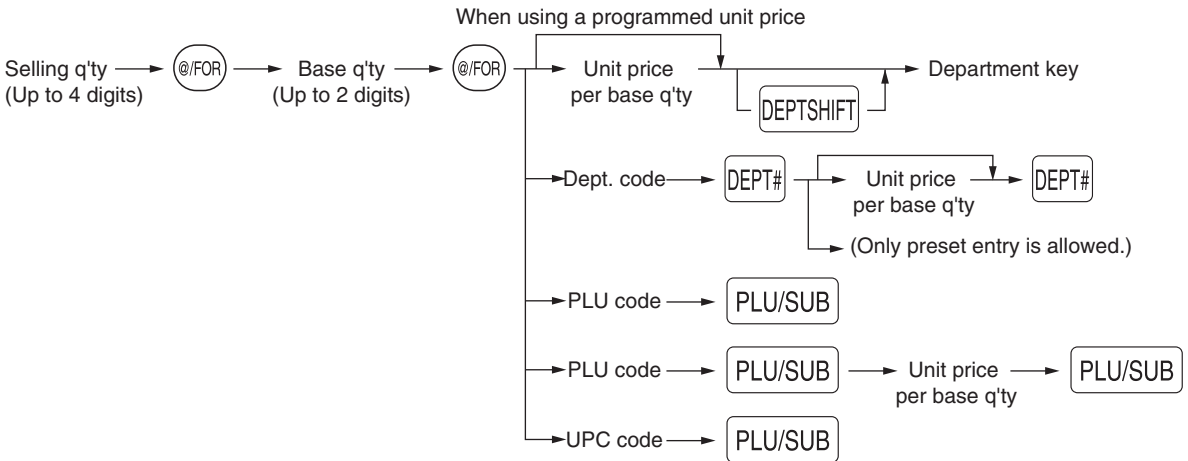 When using a programmed unit price
Selling q'ty @/FOR Base q'ty @/FOR Unit price Department key
(Up to 4 digits) (Up to 2 digits) per base q'ty
DEPTSHIFT
Dept. code DEPT# Unit price DEPT#
per base q'ty
(Only preset entry is allowed.)
PLU code PLU/SUB
PLU code PLU/SUB Unit price PLU/SUB
per base q'ty
UPC code PLU/SUB